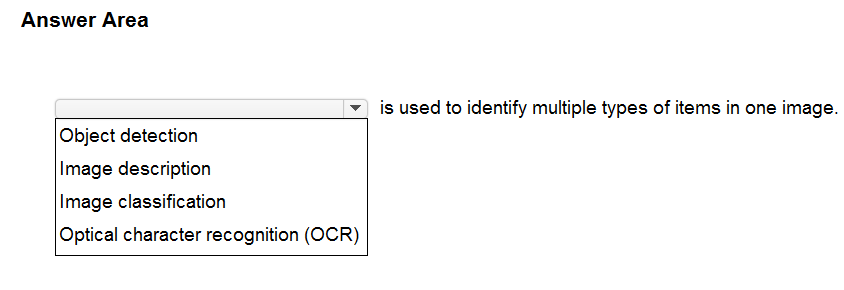 Answer Area
is used to identify multiple types of items in one image.
Object detection
Image description
Image classification
Optical character recognition (OCR)